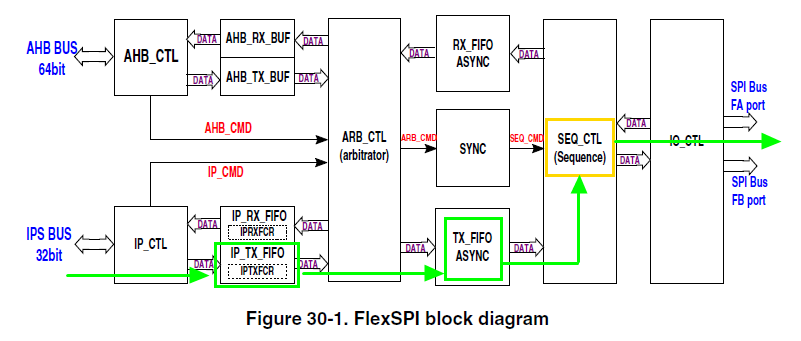 AHB BUS
64bit
AHB_CTL
DATA
AHB_RX_BUF
DATA
DATA
AHB_TX_BUF
DATA
AHB_CMD
IP_CMD
IPS BUS
32bit
IP_CTL
DATA
IP_RX_FIFO
IPRXFCR
DATA
DATA
IP_TX_FIFO
IPTXFCR
DATA
ARB_CTL
(arbitrator)
DATA
RX_FIFO
ASYNC
DATA
ARB_CMD
SYNC
SEQ_CMD
DATA
TX_FIFO
ASYNC
DATA
SEQ_CTL
(Sequence)
DATA
DATA
IO_CTL
SPI Bus
FA port
SPI Bus
FB port
Figure 30-1. FlexSPI block diagram